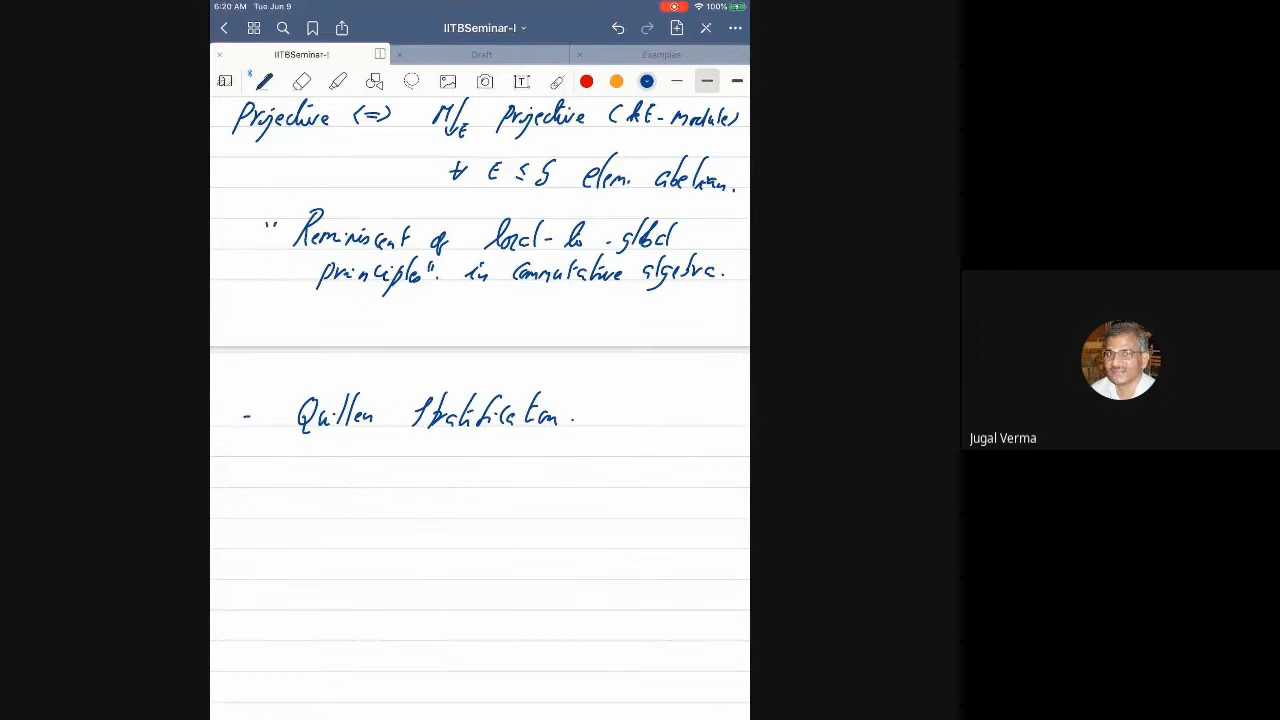 6:20 AM Tue Jun 9
100%
IITBSeminar-I
IITBSeminar-I
Draft
Examples
Projective <=> M↓E projective (kE-module)
∀ E ≤ G elem. abelian.
"Reminiscent of local-to-global
principles" in commutative algebra.
- Quillen Stratification.
Jugal Verma